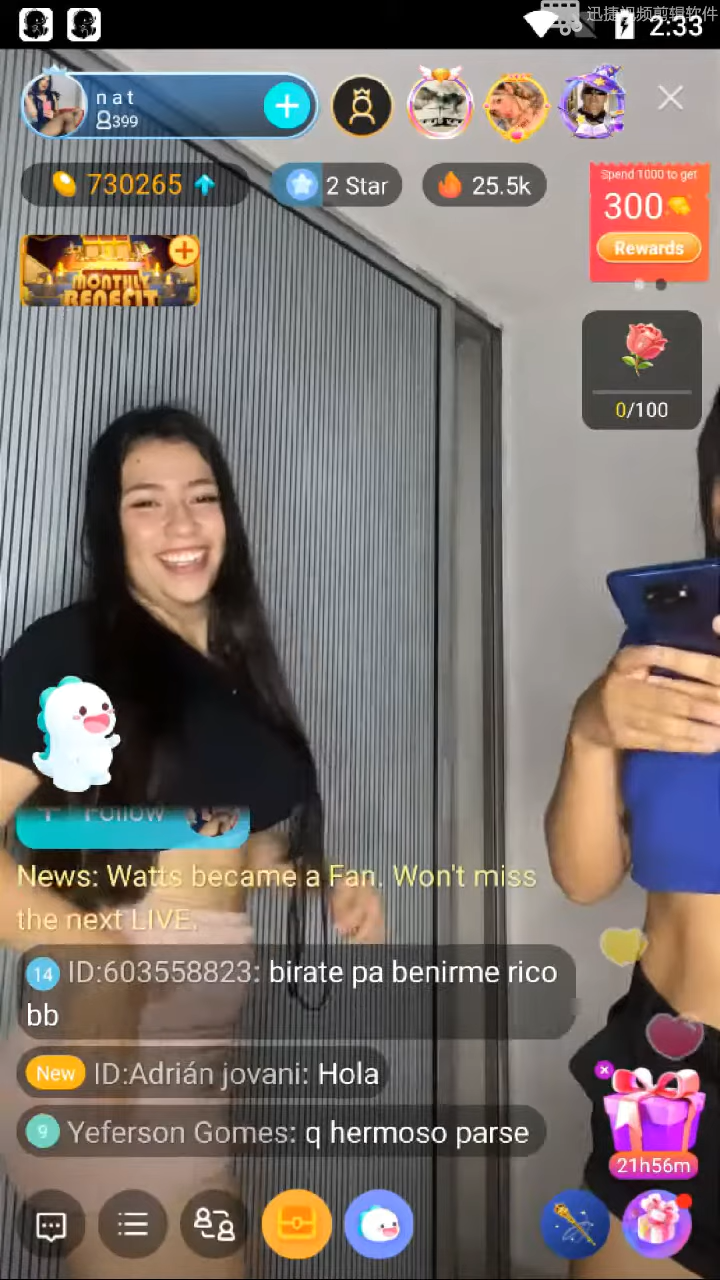 迅捷视频剪辑软件
2:33
n a t
399
730265
2 Star
25.5k
Spend 1000 to get
300
Rewards
MONTHLY
BENEFIT
0/100
+ Follow
News: Watts became a Fan. Won't miss
the next LIVE.
14 ID:603558823: birate pa benirme rico
bb
New ID:Adrián jovani: Hola
9 Yeferson Gomes: q hermoso parse
21h56m